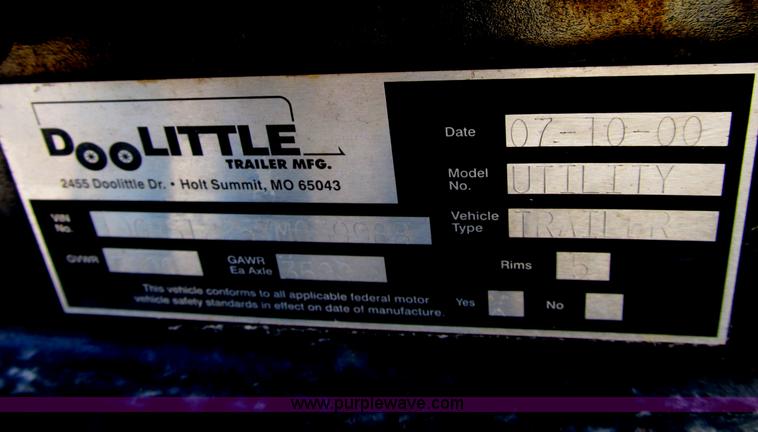 DOOLITTLE
TRAILER MFG.
2455 Doolittle Dr. • Holt Summit, MO 65043
Date 07-10-00
Model No. UTILITY
Vehicle Type TRAILER
VIN No.
GVWR
GAWR Ea Axle
Rims 5
This vehicle conforms to all applicable federal motor
vehicle safety standards in effect on date of manufacture.
Yes No
www.purplewave.com